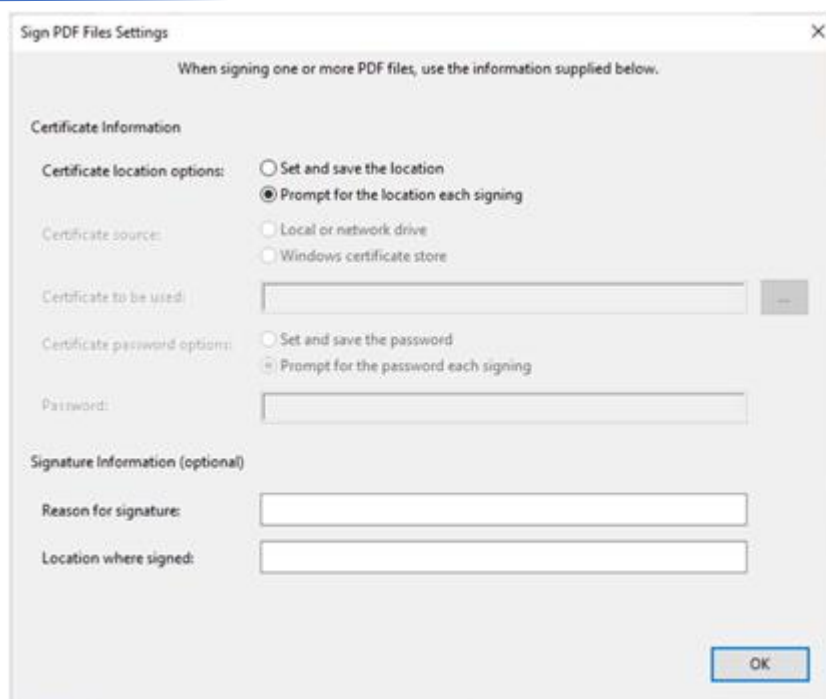 Sign PDF Files Settings
When signing one or more PDF files, use the information supplied below.
Certificate Information
Certificate location options:
Set and save the location
Prompt for the location each signing
Certificate source:
Local or network drive
Windows certificate store
Certificate to be used:
...
Certificate password options:
Set and save the password
Prompt for the password each signing
Password:
Signature Information (optional)
Reason for signature:
Location where signed:
OK